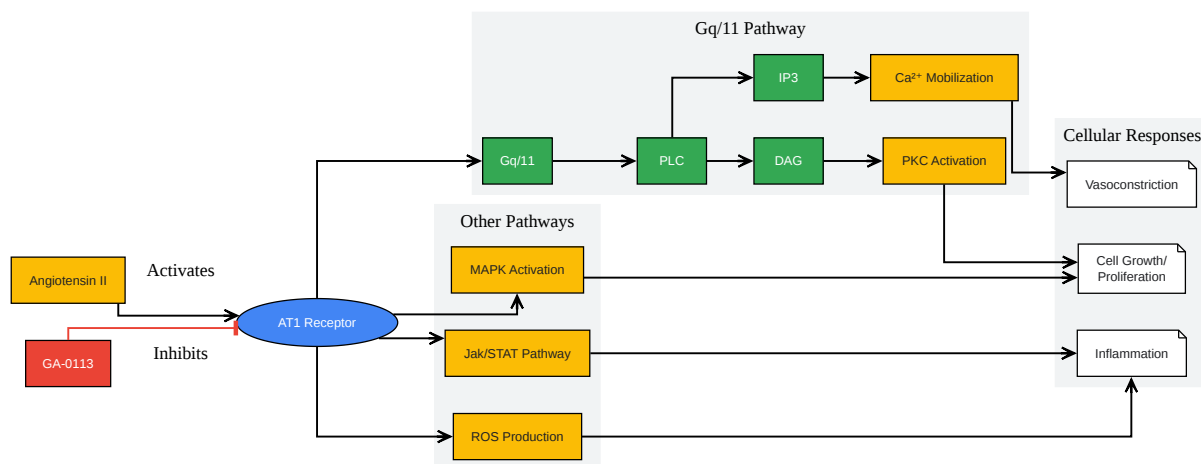 Gq/11 Pathway
IP3
Ca²⁺ Mobilization
Gq/11
PLC
DAG
PKC Activation
Cellular Responses
Vasoconstriction
Cell Growth/
Proliferation
Inflammation
Other Pathways
MAPK Activation
Jak/STAT Pathway
ROS Production
Angiotensin II
Activates
AT1 Receptor
Inhibits
GA-0113